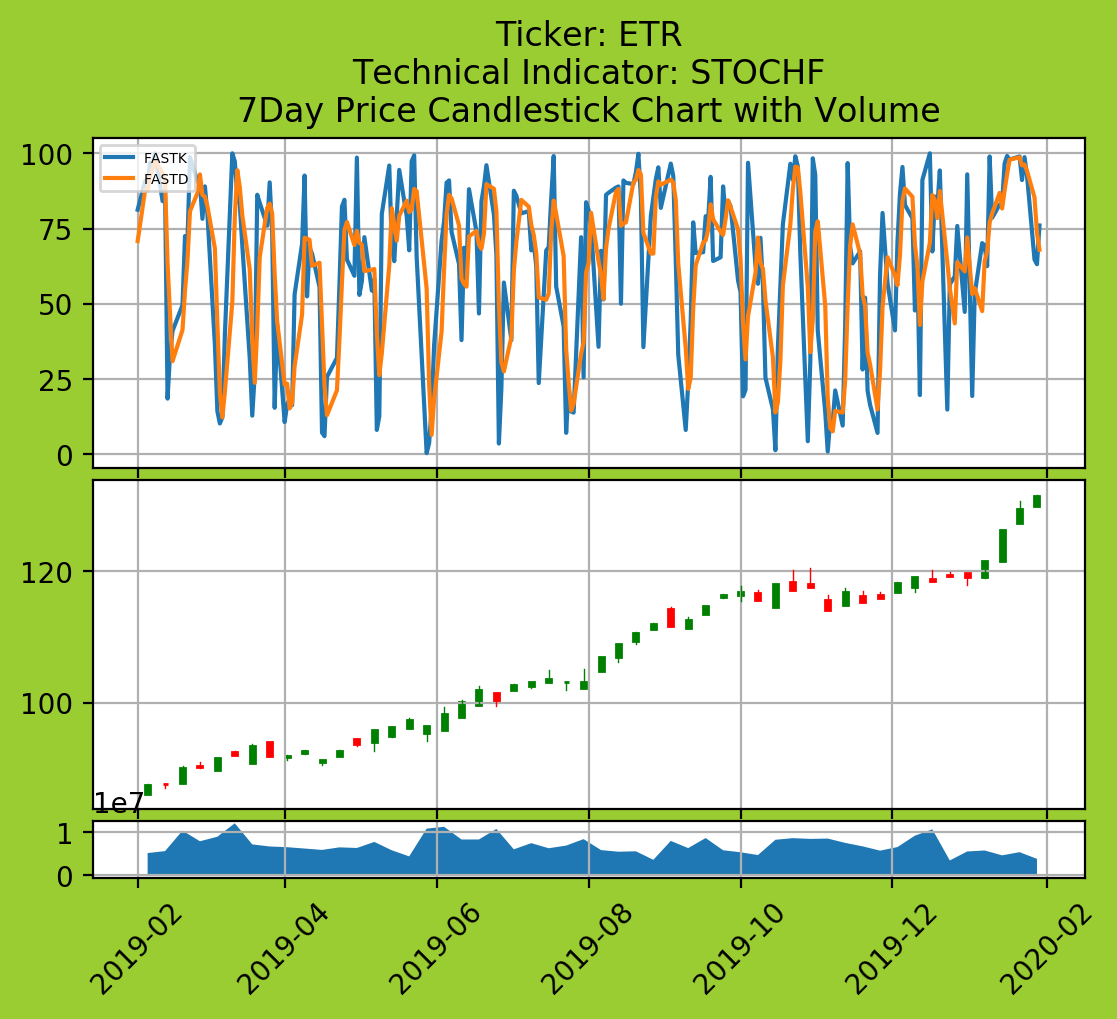 Ticker: ETR
Technical Indicator: STOCHF
7Day Price Candlestick Chart with Volume
100
FASTK
FASTD
75
50
25
0
120
100
1e7
1
0
2019-02
2019-04
2019-06
2019-08
2019-10
2019-12
2020-02